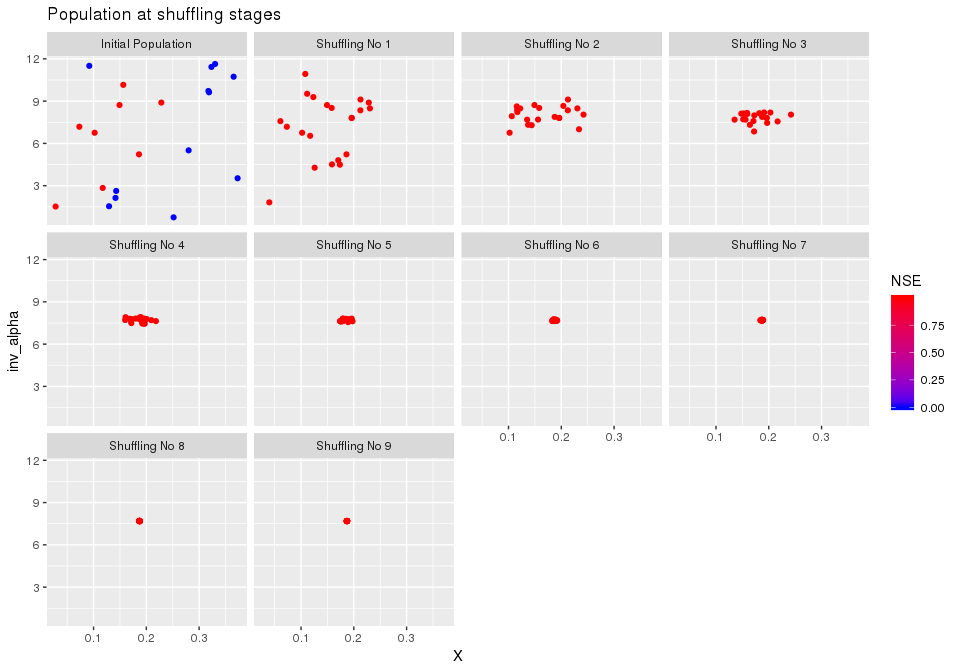 Population at shuffling stages
Initial Population
Shuffling No 1
Shuffling No 2
Shuffling No 3
12
9
6
3
Shuffling No 4
Shuffling No 5
Shuffling No 6
Shuffling No 7
12
9
6
3
0.1 0.2 0.3
0.1 0.2 0.3
Shuffling No 8
Shuffling No 9
12
9
6
3
0.1 0.2 0.3
0.1 0.2 0.3
inv_alpha
X
NSE
0.75
0.50
0.25
0.00